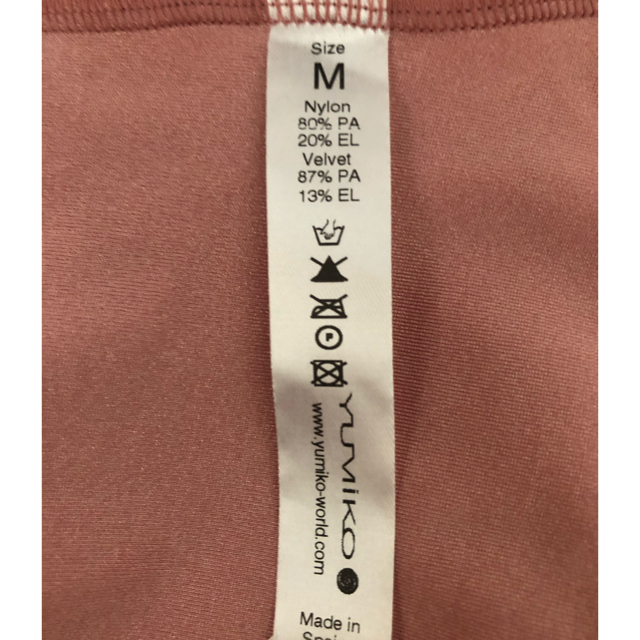 Size
M
Nylon
80% PA
20% EL
Velvet
87% PA
13% EL
P
YUMiKO
www.yumiko-world.com
Made in